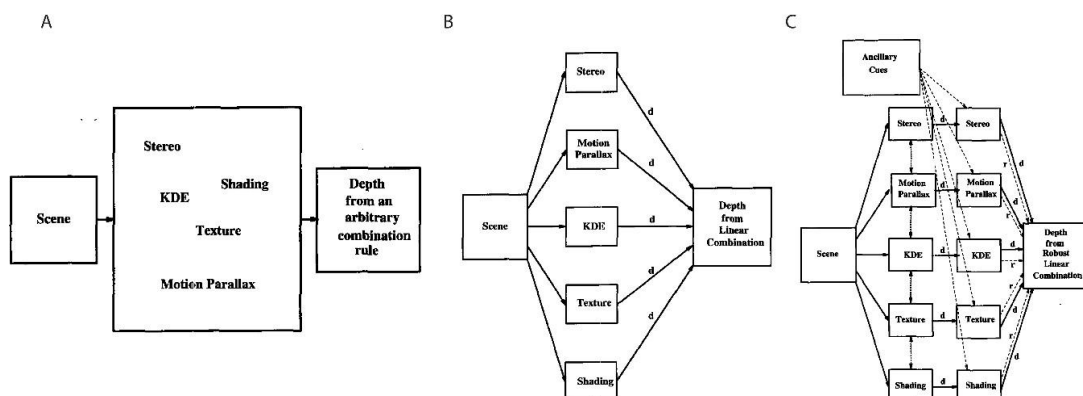 A
Scene
Stereo
Shading
KDE
Texture
Motion Parallax
Depth
from an
arbitrary
combination
rule
B
Scene
Stereo
Motion
Parallax
KDE
Texture
Shading
d
d
d
d
d
Depth
from
Linear
Combination
C
Ancillary
Cues
Scene
Stereo
d
Stereo
Motion
Parallax
d
Motion
Parallax
KDE
d
KDE
Texture
d
Texture
Shading
d
Shading
r
d
d
r
d
r
r
d
r
d
Depth
from
Robust
Linear
Combination